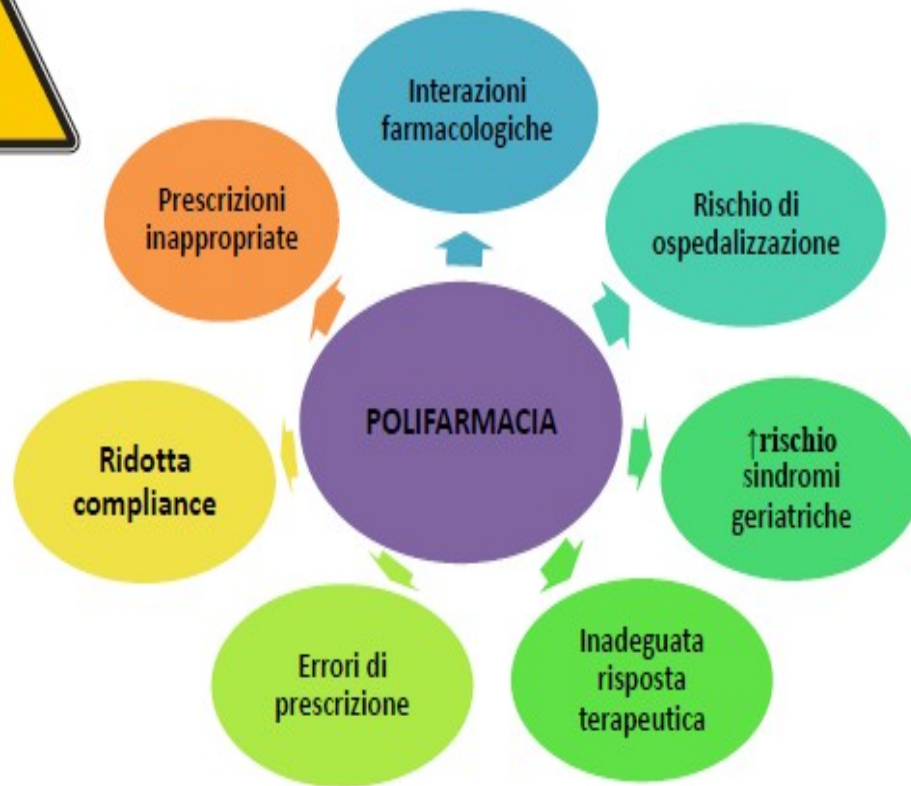 Interazioni
farmacologiche
Prescrizioni
inappropriate
Rischio di
ospedalizzazione
POLIFARMACIA
Ridotta
compliance
↑rischio
sindromi
geriatriche
Errori di
prescrizione
Inadeguata
risposta
terapeutica